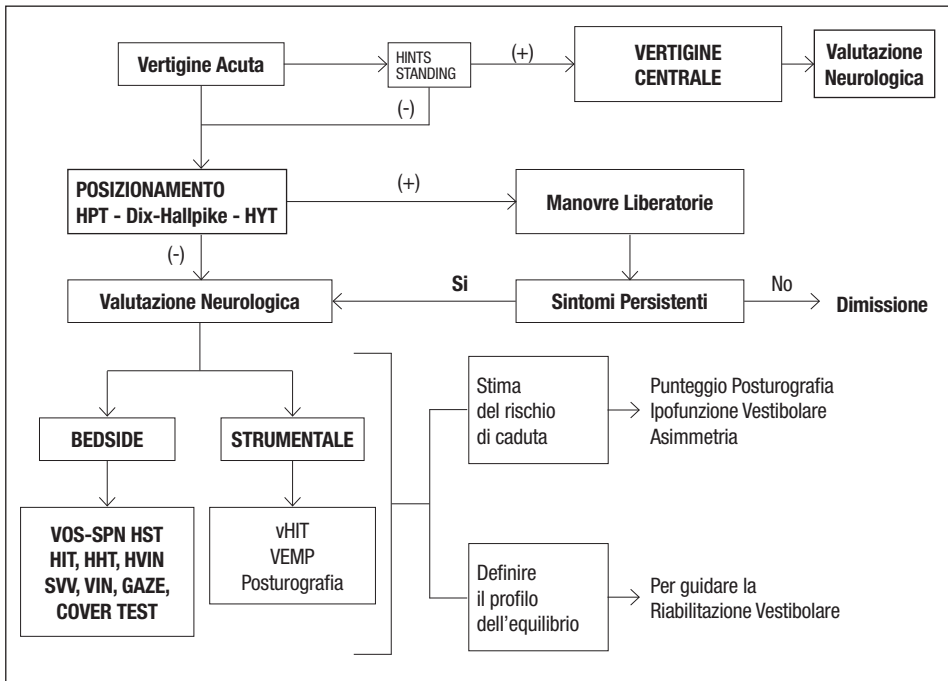 Vertigine Acuta
HINTS
STANDING
(+)
VERTIGINE
CENTRALE
Valutazione
Neurologica
(-)
POSIZIONAMENTO
HPT - Dix-Hallpike - HYT
(+)
Manovre Liberatorie
(-)
Valutazione Neurologica
Si
Sintomi Persistenti
No
Dimissione
BEDSIDE
STRUMENTALE
VOS-SPN HST
HIT, HHT, HVIN
SVV, VIN, GAZE,
COVER TEST
vHIT
VEMP
Posturografia
Stima
del rischio
di caduta
Punteggio Posturografia
Ipofunzione Vestibolare
Asimmetria
Definire
il profilo
dell'equilibrio
Per guidare la
Riabilitazione Vestibolare